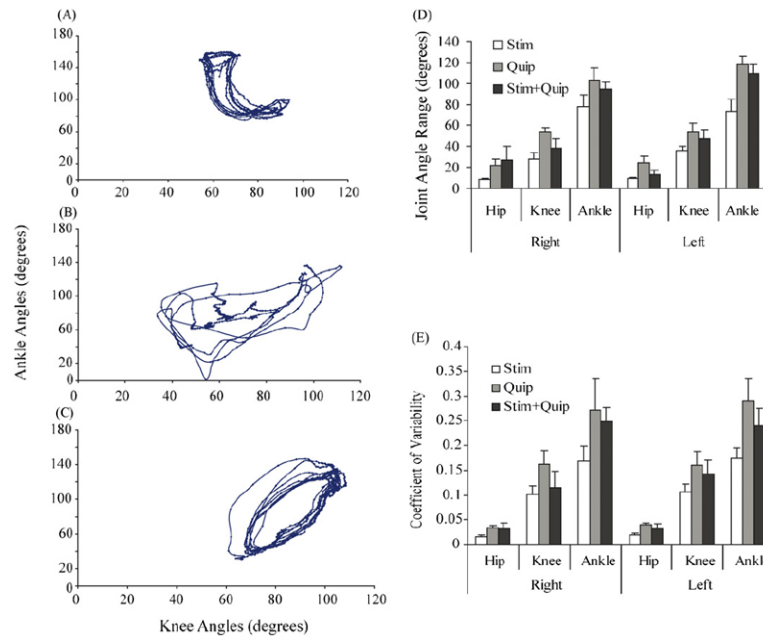 (A)
180
150
120
80
40
0
0
20
40
60
80
100
120
(B)
180
140
100
60
20
0
0
20
40
60
80
100
120
(C)
180
140
100
60
20
0
0
20
40
60
80
100
120
Ankle Angles (degrees)
Knee Angles (degrees)
(D)
Joint Angle Range (degrees)
140
120
100
80
60
40
20
0
Stim
Quip
Stim+Quip
Hip Knee Ankle Hip Knee Ankle
Right Left
(E)
Coefficient of Variability
0.4
0.35
0.3
0.25
0.2
0.15
0.1
0.05
0
Stim
Quip
Stim+Quip
Hip Knee Ankle Hip Knee Ankl
Right Left